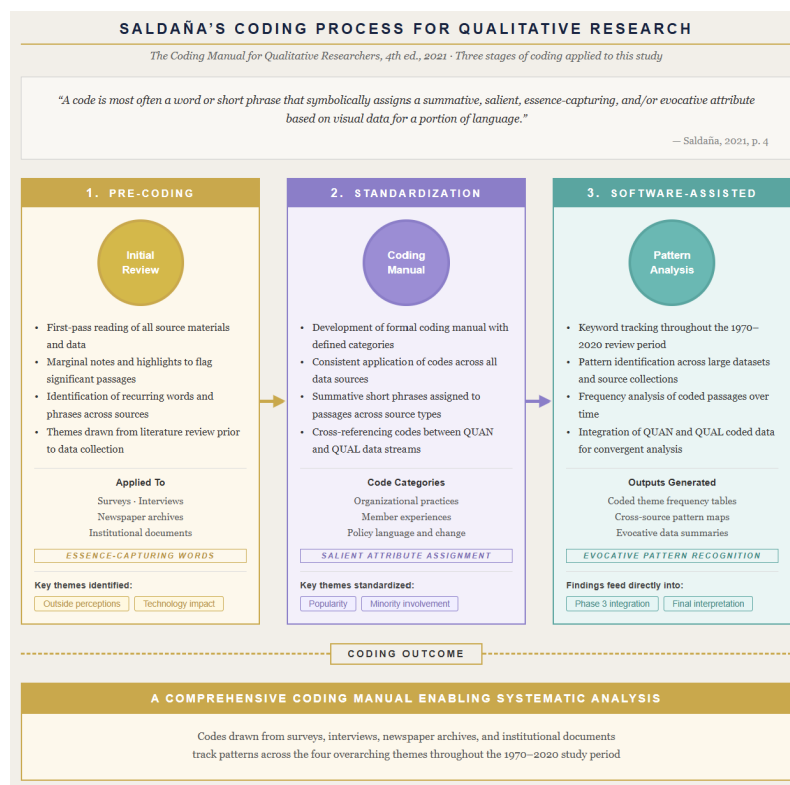 SALDAÑA'S CODING PROCESS FOR QUALITATIVE RESEARCH
The Coding Manual for Qualitative Researchers, 4th ed., 2021 · Three stages of coding applied to this study
“A code is most often a word or short phrase that symbolically assigns a summative, salient, essence-capturing, and/or evocative attribute
based on visual data for a portion of language.”
— Saldaña, 2021, p. 4
1. PRE-CODING
Initial
Review
• First-pass reading of all source materials
and data
• Marginal notes and highlights to flag
significant passages
• Identification of recurring words and
phrases across sources
• Themes drawn from literature review prior
to data collection
Applied To
Surveys · Interviews
Newspaper archives
Institutional documents
ESSENCE-CAPTURING WORDS
Key themes identified:
Outside perceptions
Technology impact
2. STANDARDIZATION
Coding
Manual
• Development of formal coding manual with
defined categories
• Consistent application of codes across all
data sources
• Summative short phrases assigned to
passages across source types
• Cross-referencing codes between QUAN
and QUAL data streams
Code Categories
Organizational practices
Member experiences
Policy language and change
SALIENT ATTRIBUTE ASSIGNMENT
Key themes standardized:
Popularity
Minority involvement
3. SOFTWARE-ASSISTED
Pattern
Analysis
• Keyword tracking throughout the 1970–
2020 review period
• Pattern identification across large datasets
and source collections
• Frequency analysis of coded passages over
time
• Integration of QUAN and QUAL coded data
for convergent analysis
Outputs Generated
Coded theme frequency tables
Cross-source pattern maps
Evocative data summaries
EVOCATIVE PATTERN RECOGNITION
Findings feed directly into:
Phase 3 integration
Final interpretation
CODING OUTCOME
A COMPREHENSIVE CODING MANUAL ENABLING SYSTEMATIC ANALYSIS
Codes drawn from surveys, interviews, newspaper archives, and institutional documents
track patterns across the four overarching themes throughout the 1970–2020 study period